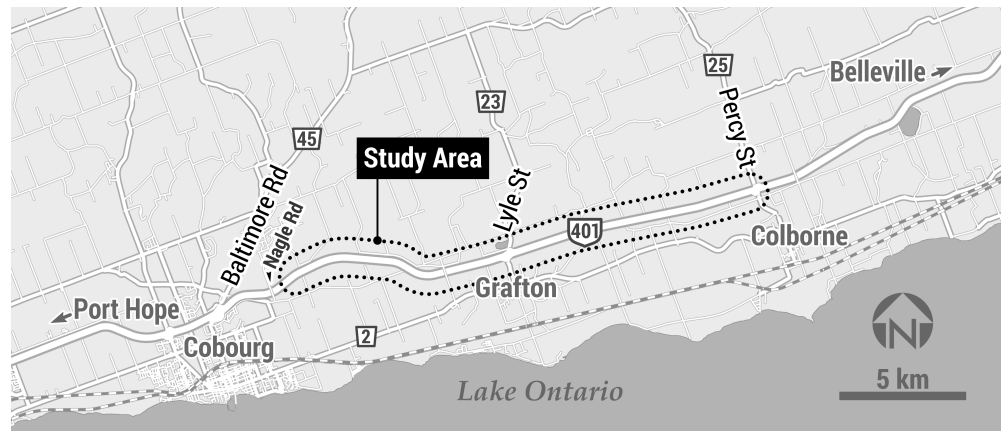 25
Belleville
23
Percy St
45
Study Area
Baltimore Rd
Lyle St
Nagle Rd
401
Colborne
Grafton
Port Hope
2
Cobourg
N
5 km
Lake Ontario